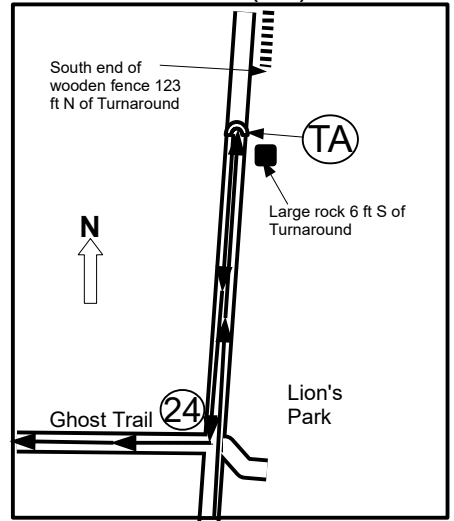 South end of
wooden fence 123
ft N of Turnaround
TA
Large rock 6 ft S of
Turnaround
N
Lion's
Park
Ghost Trail
24